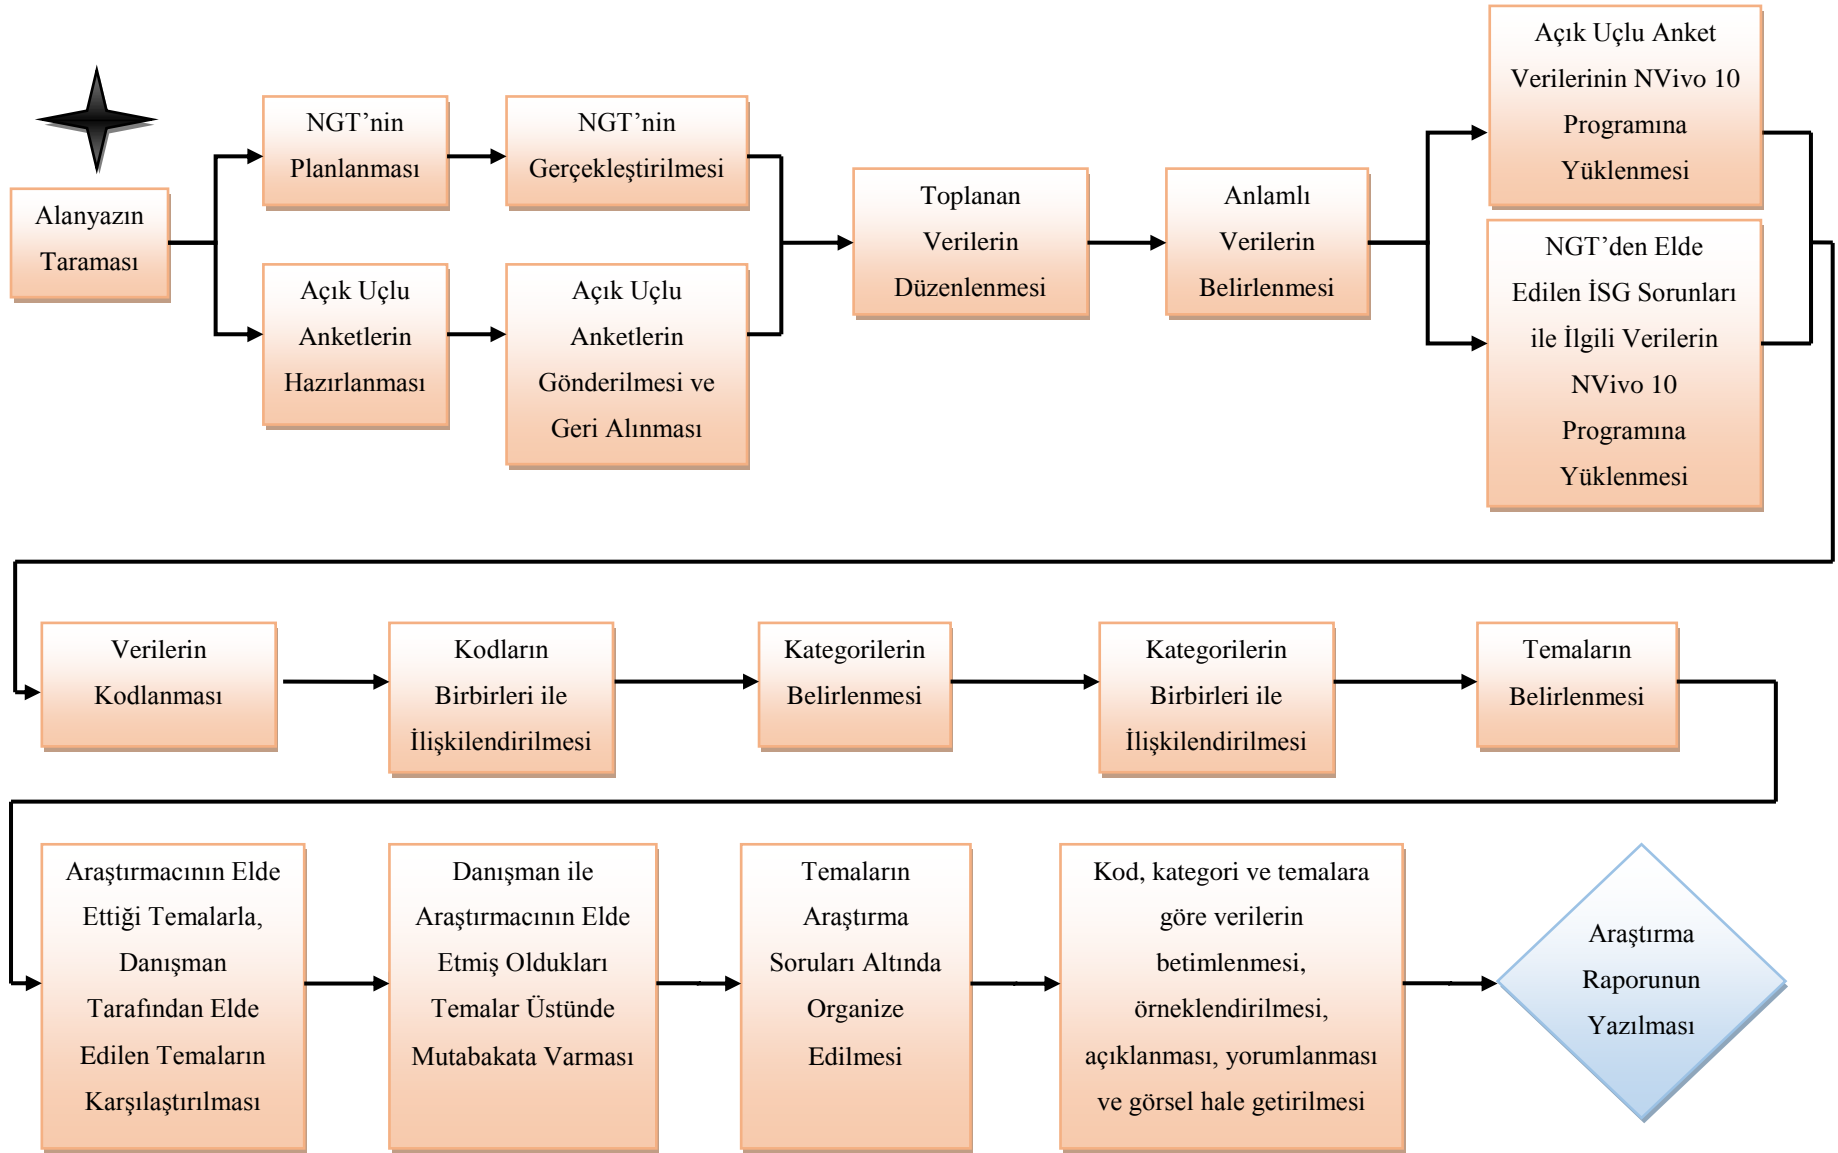 Alanyazın
Taraması
NGT’nin
Planlanması
NGT’nin
Gerçekleştirilmesi
Açık Uçlu
Anketlerin
Hazırlanması
Açık Uçlu
Anketlerin
Gönderilmesi ve
Geri Alınması
Toplanan
Verilerin
Düzenlenmesi
Anlamlı
Verilerin
Belirlenmesi
Açık Uçlu Anket
Verilerinin NVivo 10
Programına
Yüklenmesi
NGT’den Elde
Edilen İSG Sorunları
ile İlgili Verilerin
NVivo 10
Programına
Yüklenmesi
Verilerin
Kodlanması
Kodların
Birbirleri ile
İlişkilendirilmesi
Kategorilerin
Belirlenmesi
Kategorilerin
Birbirleri ile
İlişkilendirilmesi
Temaların
Belirlenmesi
Araştırmacının Elde
Ettiği Temalarla,
Danışman
Tarafından Elde
Edilen Temaların
Karşılaştırılması
Danışman ile
Araştırmacının Elde
Etmiş Oldukları
Temalar Üstünde
Mutabakata Varması
Temaların
Araştırma
Soruları Altında
Organize
Edilmesi
Kod, kategori ve temalara
göre verilerin
betimlenmesi,
örneklendirilmesi,
açıklanması, yorumlanması
ve görsel hale getirilmesi
Araştırma
Raporunun
Yazılması